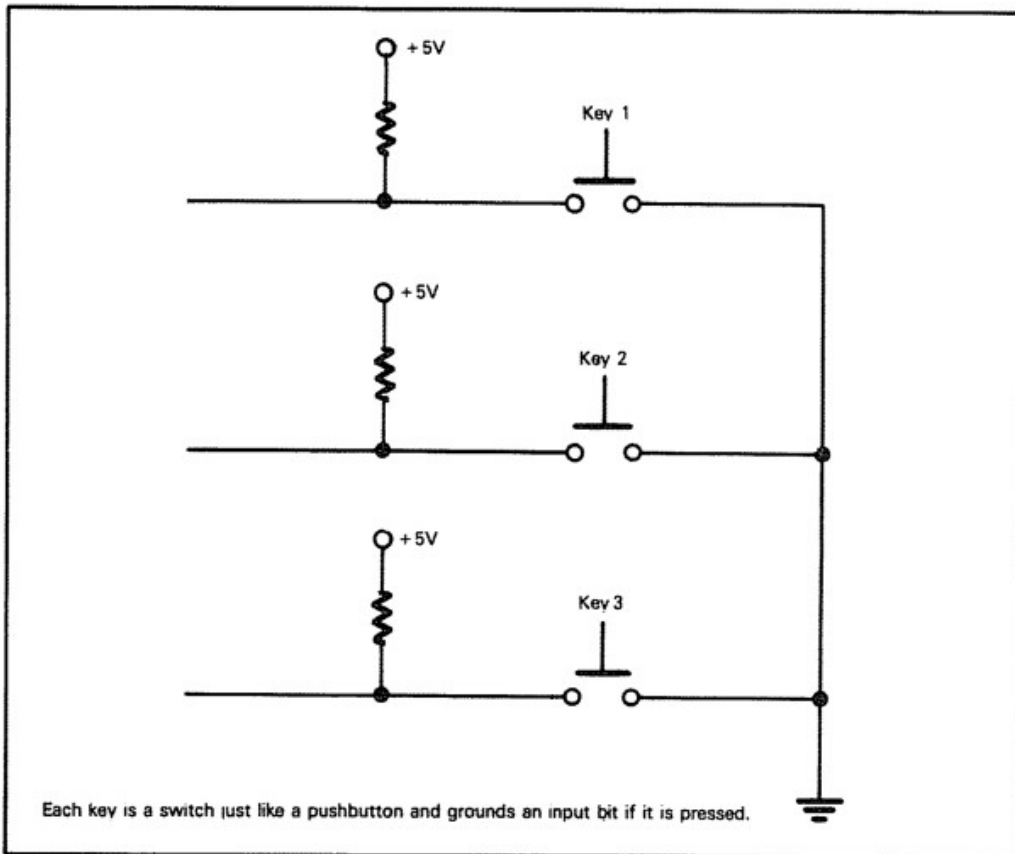 +5V
Key 1
+5V
Key 2
+5V
Key 3
Each key is a switch just like a pushbutton and grounds an input bit if it is pressed.